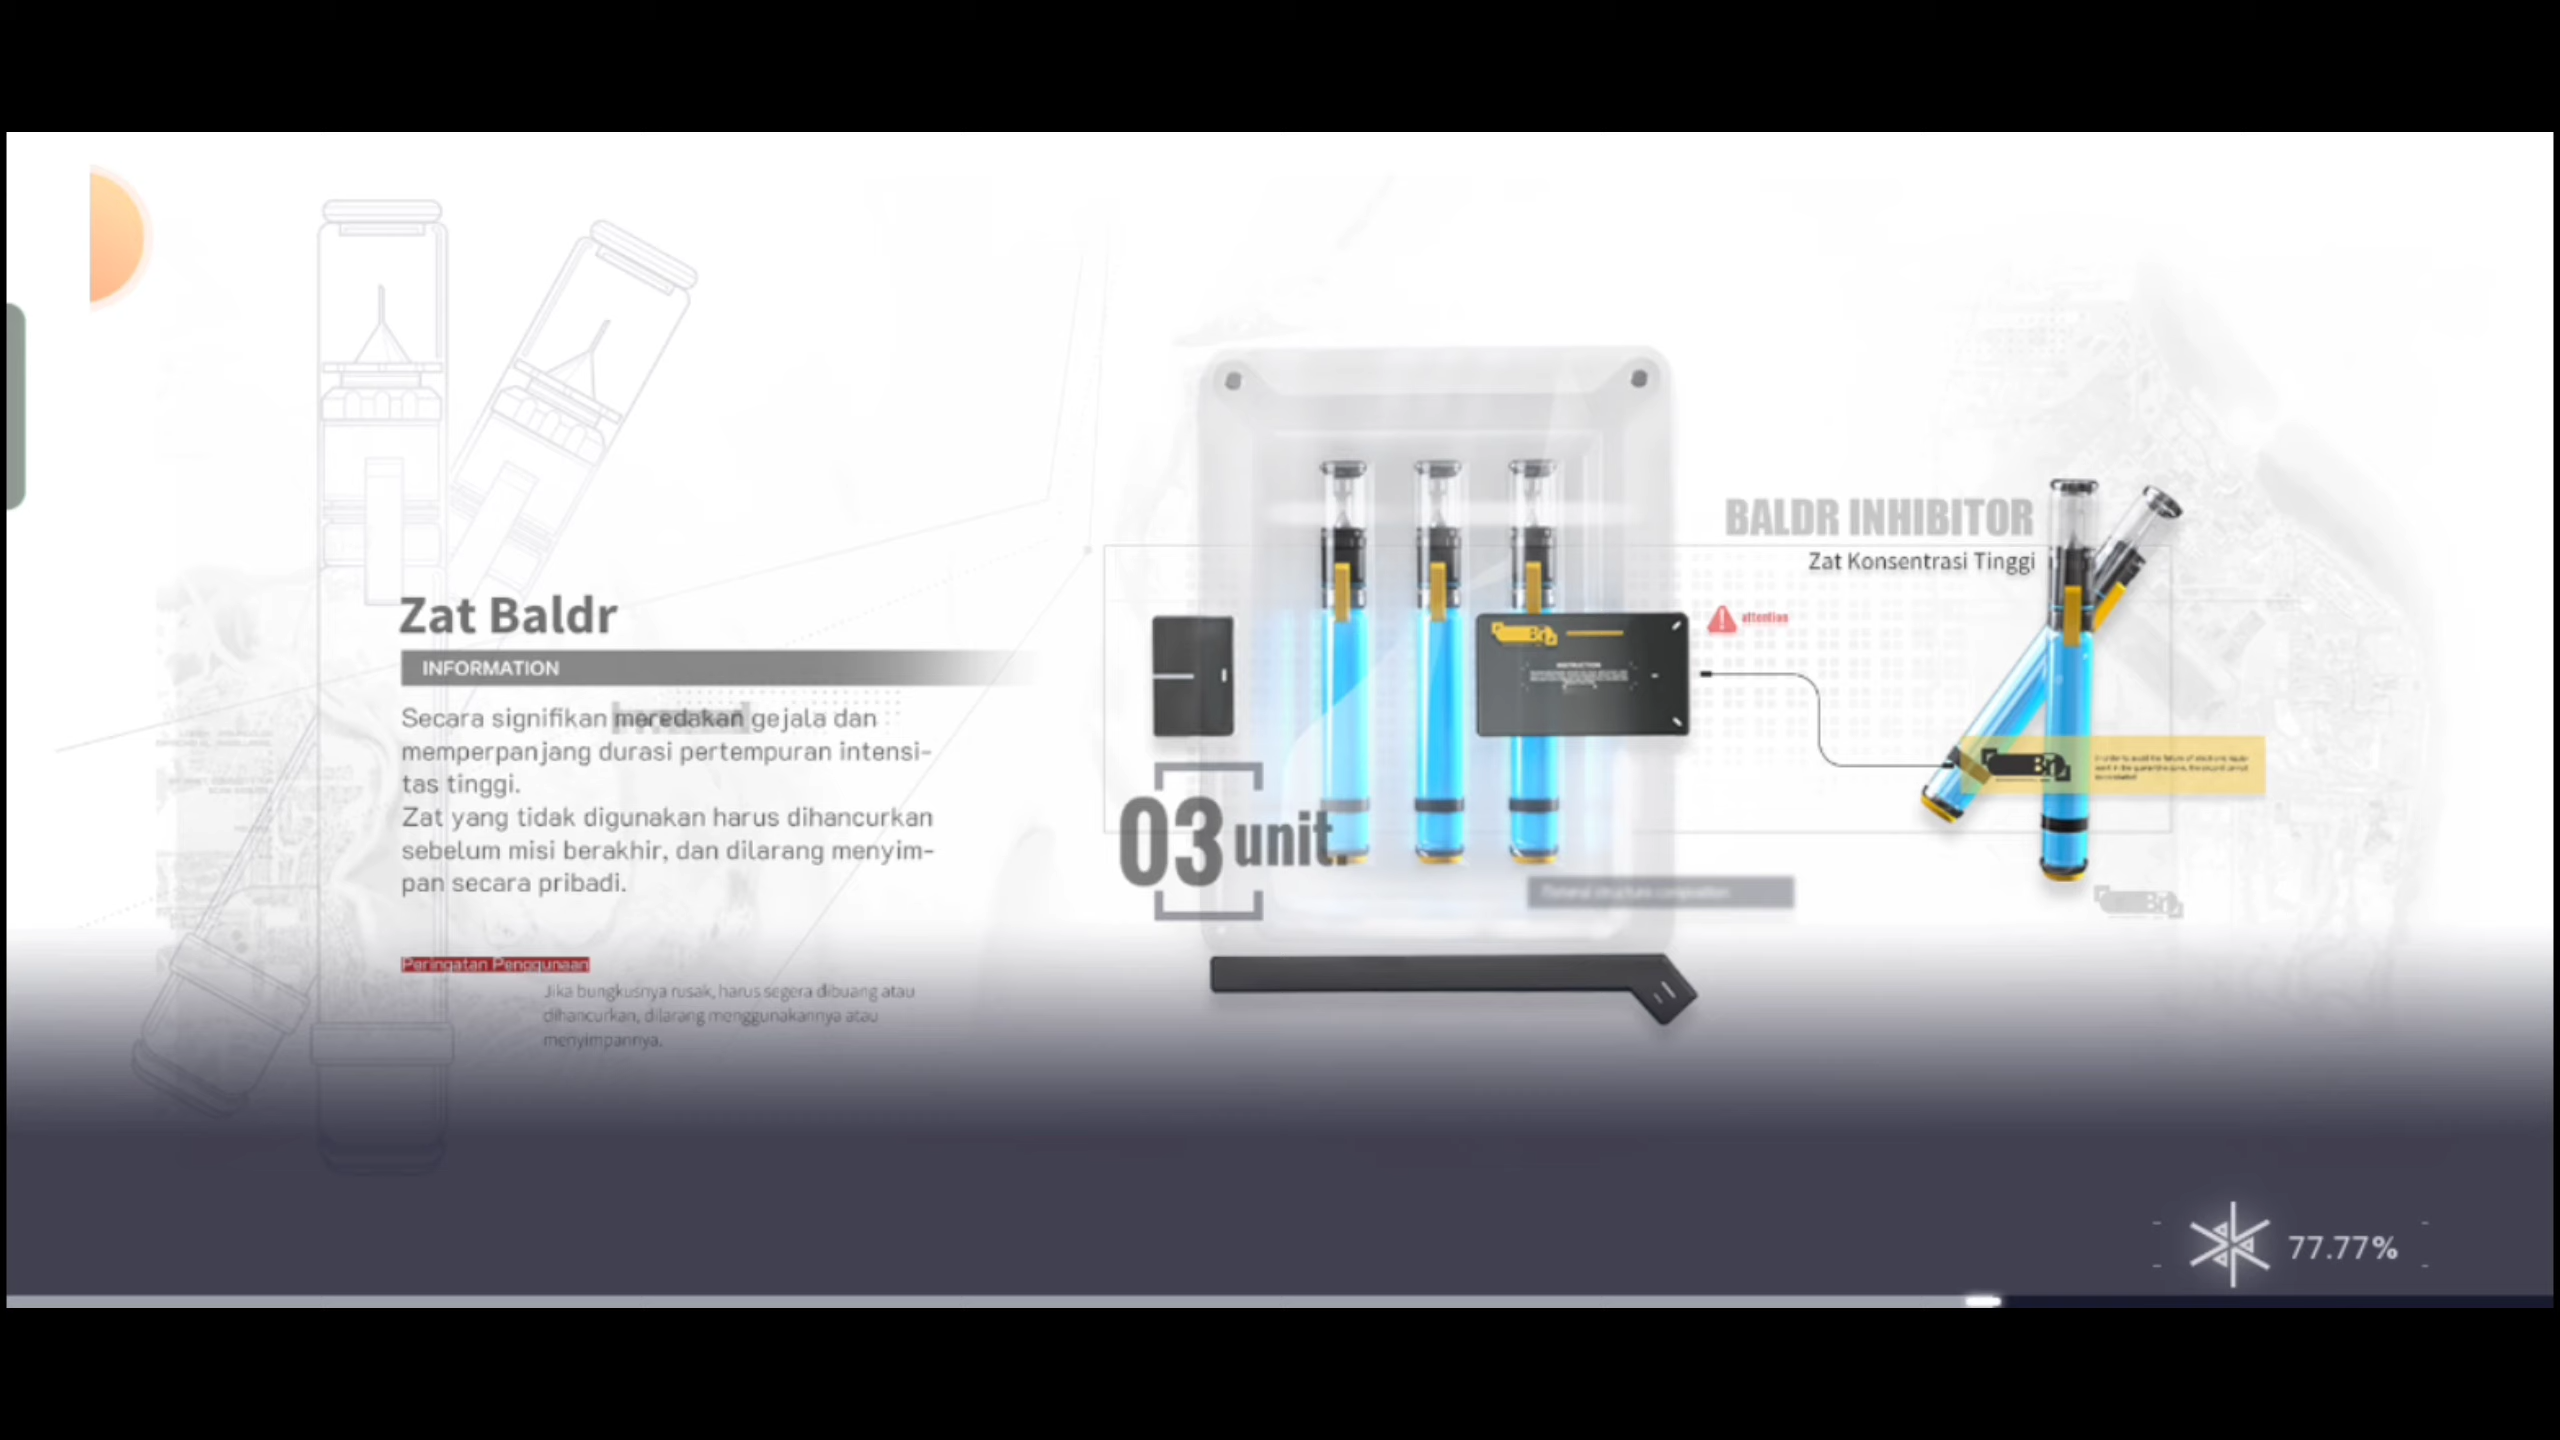 Zat Baldr
INFORMATION
Secara signifikan meredakan gejala dan
memperpanjang durasi pertempuran intensi-
tas tinggi.
Zat yang tidak digunakan harus dihancurkan
sebelum misi berakhir, dan dilarang menyim-
pan secara pribadi.
Peringatan Penggunaan
Jika bungkusnya rusak, harus segera dibuang atau
dihancurkan, dilarang menggunakannya atau
menyimpannya.
03 unit.
INSTRUCTION
BALDR INHIBITOR
Zat Konsentrasi Tinggi
attention
77.77%